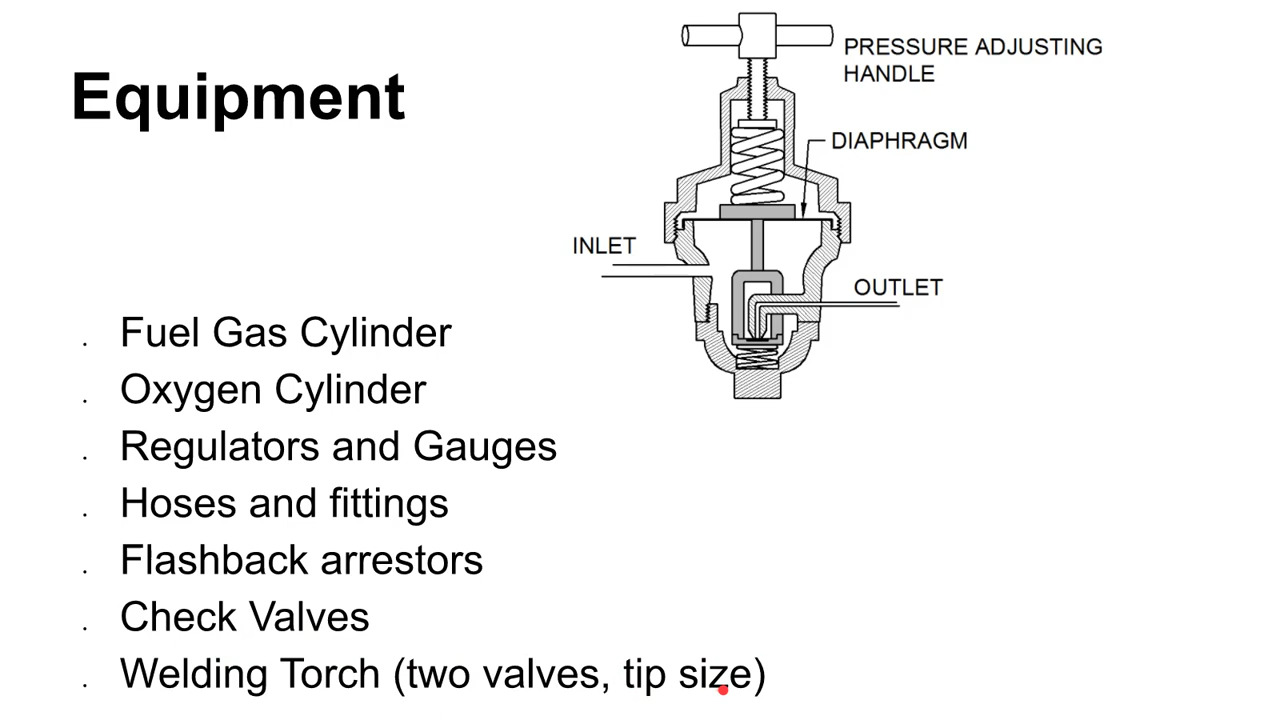 Equipment
PRESSURE ADJUSTING
HANDLE
DIAPHRAGM
INLET
OUTLET
. Fuel Gas Cylinder
. Oxygen Cylinder
. Regulators and Gauges
. Hoses and fittings
. Flashback arrestors
. Check Valves
. Welding Torch (two valves, tip size)